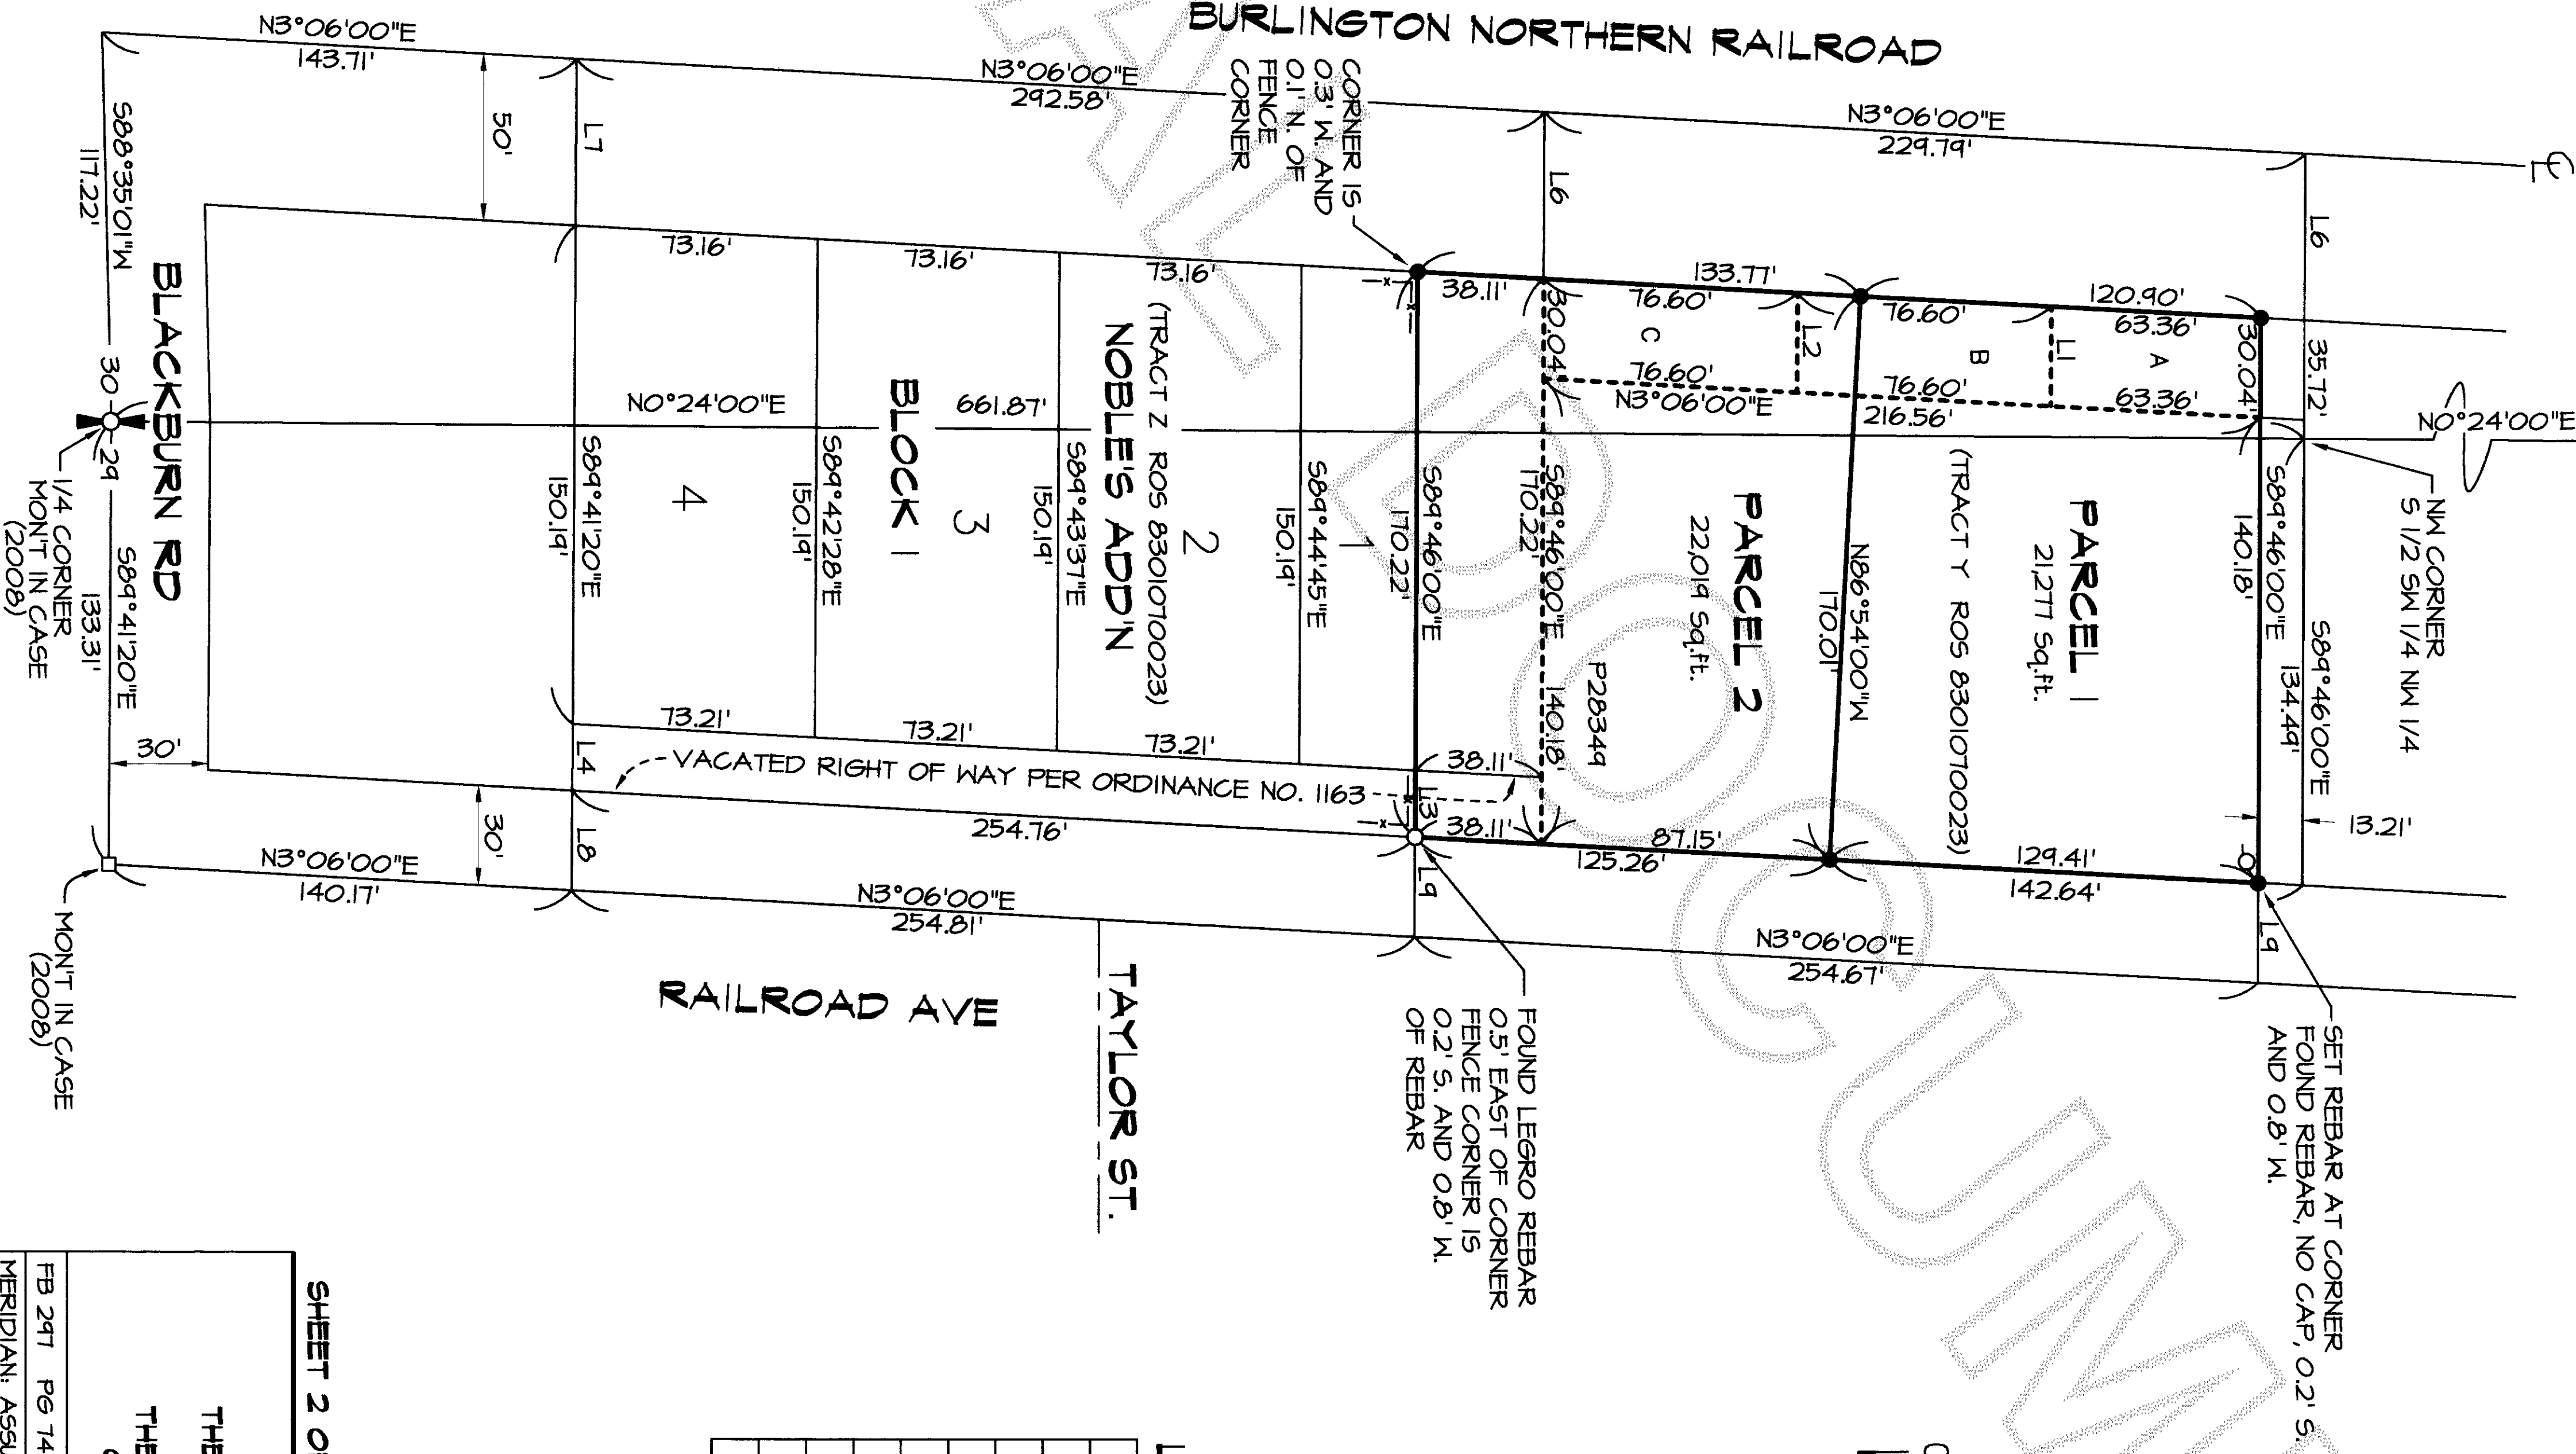 BURLINGTON NORTHERN RAILROAD
N3°06'00"E
143.71'
N3°06'00"E
292.58'
N3°06'00"E
229.79'
CORNER IS
0.3' W. AND
0.1' N. OF
FENCE
CORNER
S88°35'01"W
117.22'
50'
L7
L6
L6
73.16'
73.16'
73.16'
38.11'
133.77'
76.60'
76.60'
120.90'
63.36'
30.04'
30.04'
35.72'
C
L2
B
L1
A
76.60'
76.60'
63.36'
N3°06'00"E
216.56'
N0°24'00"E
BLACKBURN RD
30
29
N0°24'00"E
661.87'
1/4 CORNER
MON'T IN CASE
(2008)
S89°41'20"E
133.31'
S89°41'20"E
150.19'
4
S89°42'28"E
150.19'
BLOCK 1
3
S89°43'37"E
150.19'
NOBLE'S ADD'N
(TRACT Z ROS 8301070023)
2
S89°44'45"E
150.19'
1
S89°46'00"E
170.22'
S89°46'00"E
170.22'
140.18'
P28349
PARCEL 2
22,019 Sq.ft.
N86°54'00"W
170.01'
(TRACT Y ROS 8301070023)
PARCEL 1
21,277 Sq.ft.
S89°46'00"E
140.18'
S89°46'00"E
134.49'
NW CORNER
S 1/2 SW 1/4 NW 1/4
13.21'
73.21'
73.21'
73.21'
38.11'
VACATED RIGHT OF WAY PER ORDINANCE NO. 1163
L4
L3
30'
254.76'
38.11'
87.15'
125.26'
129.41'
142.64'
30'
L8
L9
L9
N3°06'00"E
140.17'
N3°06'00"E
254.81'
N3°06'00"E
254.67'
MON'T IN CASE
(2008)
RAILROAD AVE
TAYLOR ST.
FOUND LEGRO REBAR
0.5' EAST OF CORNER
FENCE CORNER IS
0.2' S. AND 0.8' W.
OF REBAR
SET REBAR AT CORNER
FOUND REBAR, NO CAP, 0.2' S.
AND 0.8' W.
DOCUM
SHEET 2 O
THE
THE
FB 297 PG 74
MERIDIAN: ASSU